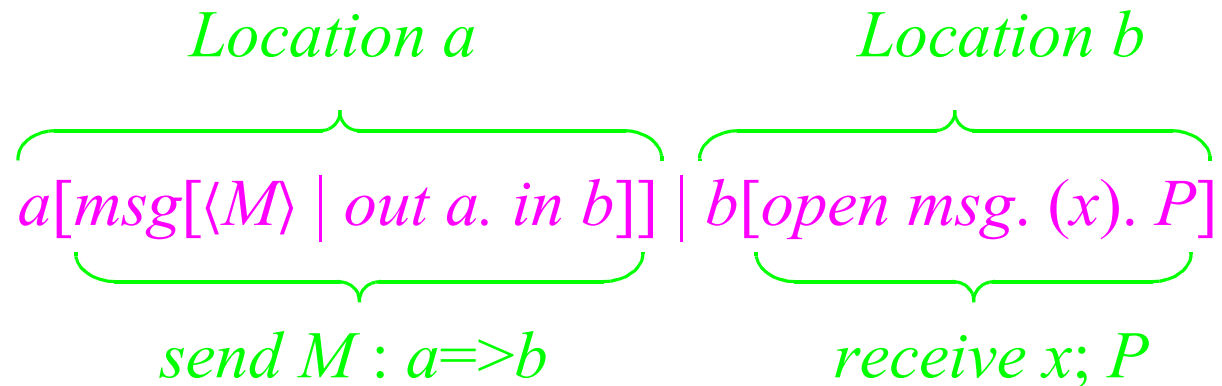 Location a Location b
a[msg[⟨M⟩ | out a. in b]] | b[open msg. (x). P]
send M : a=>b receive x; P